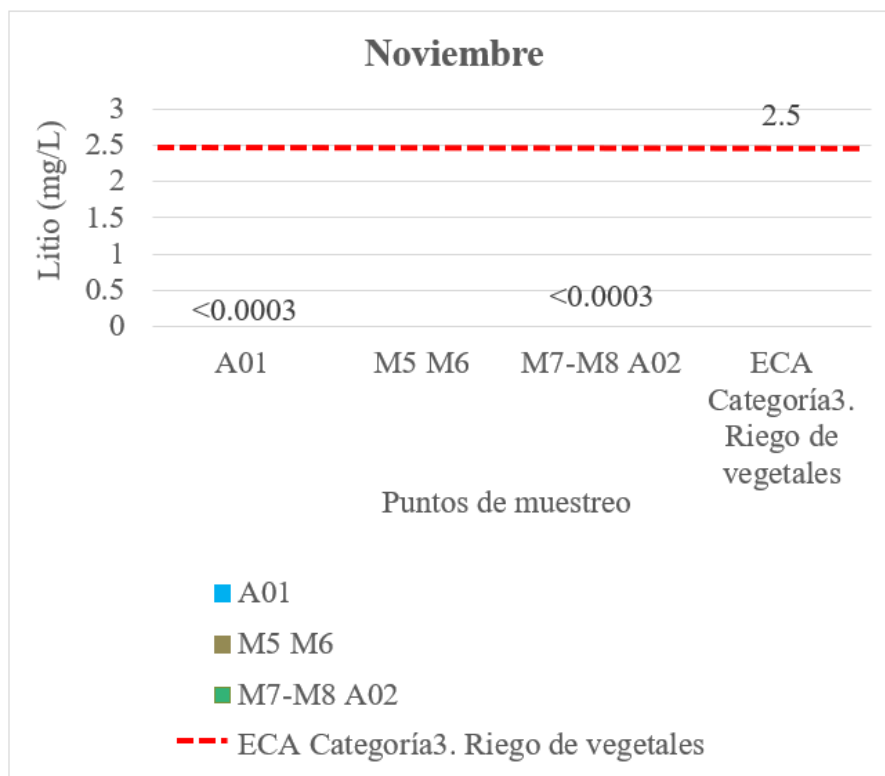 Noviembre
Litio (mg/L)
3
2.5
2
1.5
1
0.5
0
2.5
<0.0003
<0.0003
A01
M5 M6
M7-M8 A02
ECA
Categoría3.
Riego de
vegetales
Puntos de muestreo
A01
M5 M6
M7-M8 A02
ECA Categoría3. Riego de vegetales